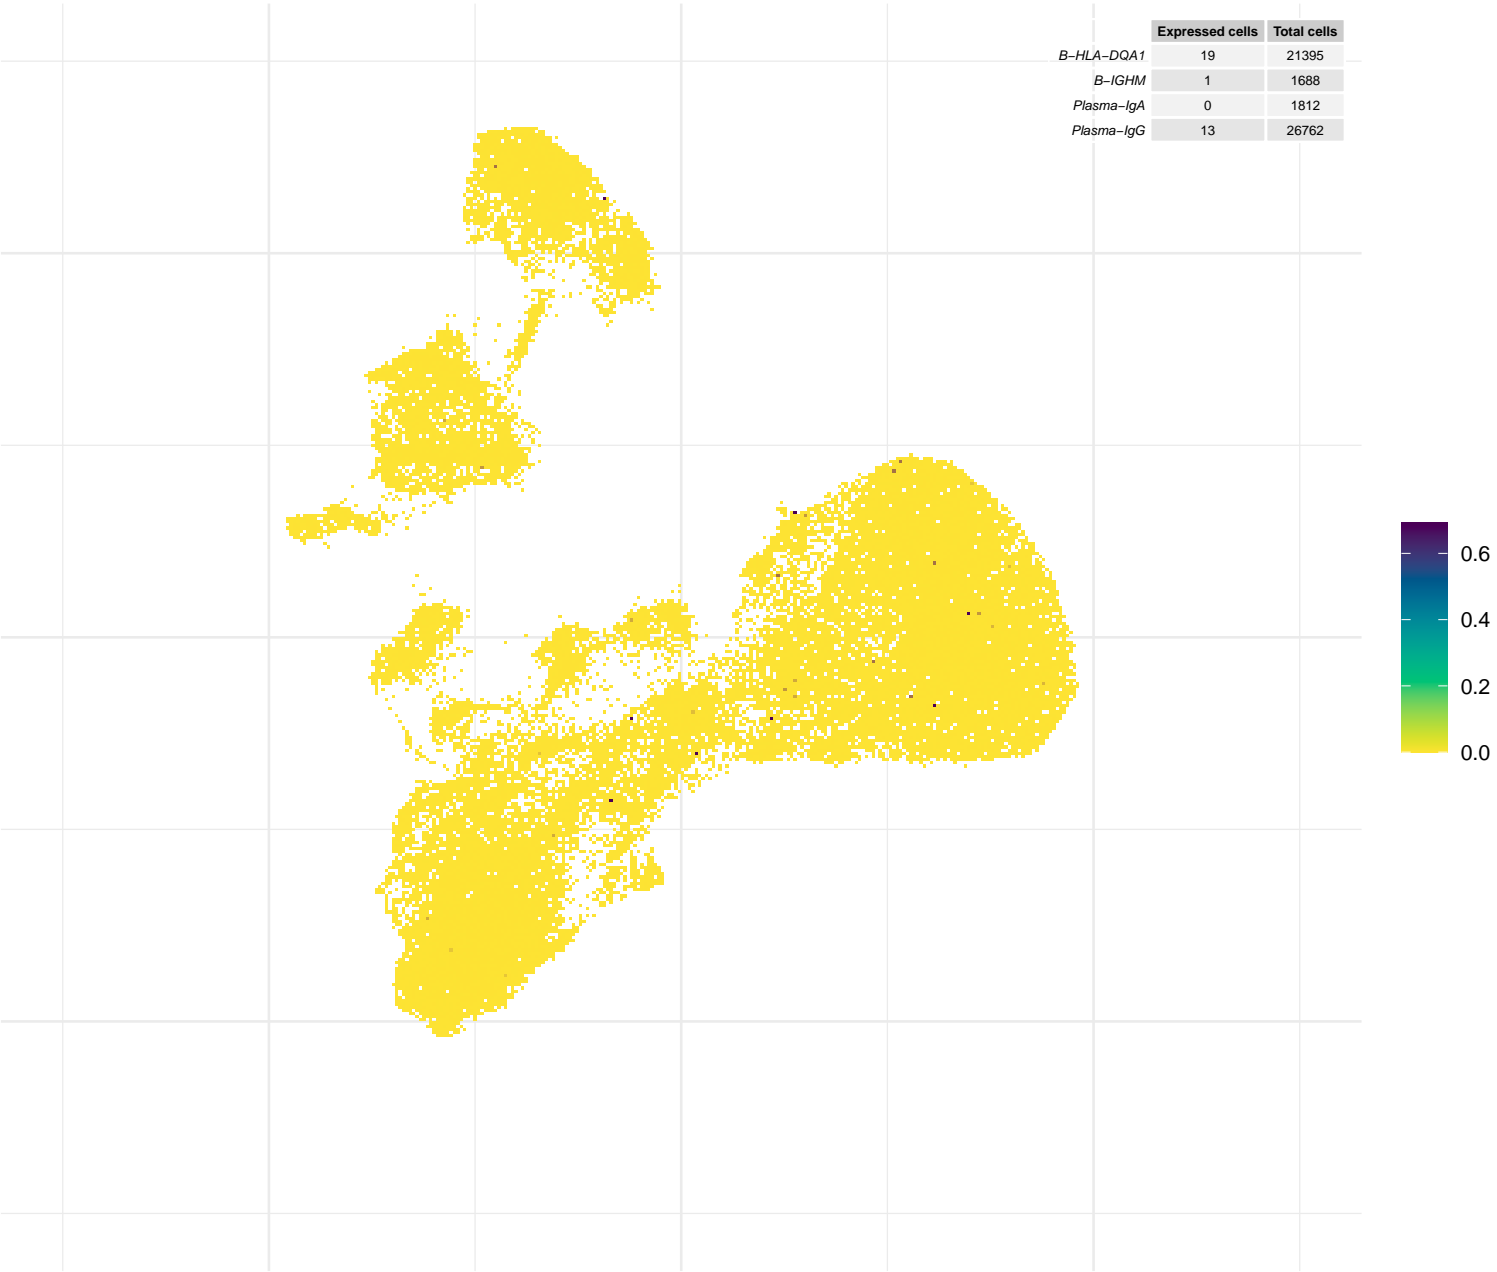 Expressed cells Total cells
B−HLA−DQA1 19 21395
B−IGHM 1 1688
Plasma−IgA 0 1812
Plasma−IgG 13 26762
0.6
0.4
0.2
0.0